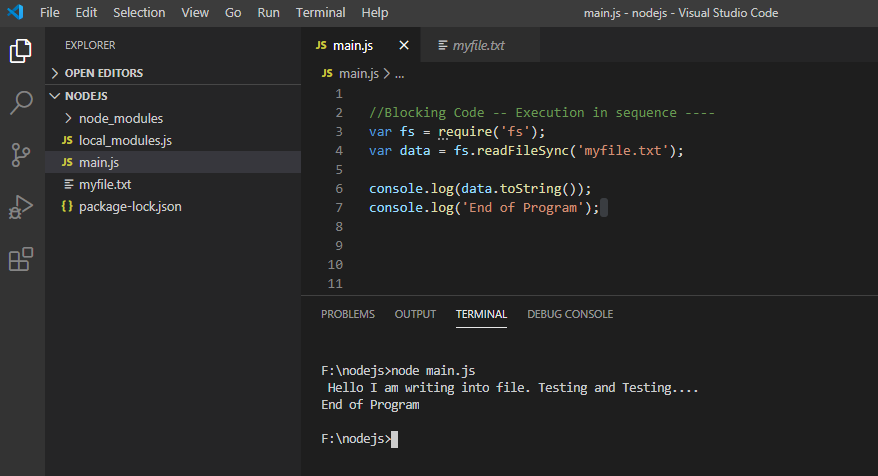 File Edit Selection View Go Run Terminal Help main.js - nodejs - Visual Studio Code
EXPLORER
OPEN EDITORS
NODEJS
node_modules
JS local_modules.js
JS main.js
myfile.txt
{} package-lock.json
JS main.js myfile.txt
JS main.js > ...
1
2 //Blocking Code -- Execution in sequence ----
3 var fs = require('fs');
4 var data = fs.readFileSync('myfile.txt');
5
6 console.log(data.toString());
7 console.log('End of Program');
8
9
10
11
PROBLEMS OUTPUT TERMINAL DEBUG CONSOLE
F:\nodejs>node main.js
Hello I am writing into file. Testing and Testing....
End of Program
F:\nodejs>